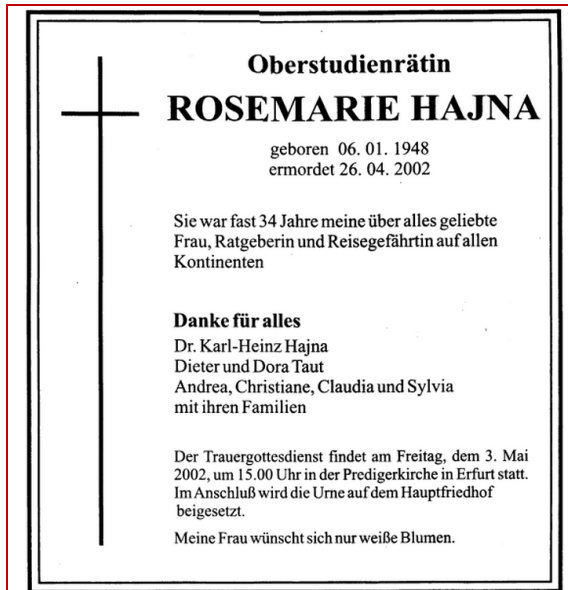 Oberstudienrätin
ROSEMARIE HAJNA
geboren 06. 01. 1948
ermordet 26. 04. 2002
Sie war fast 34 Jahre meine über alles geliebte
Frau, Ratgeberin und Reisegefährtin auf allen
Kontinenten
Danke für alles
Dr. Karl-Heinz Hajna
Dieter und Dora Taut
Andrea, Christiane, Claudia und Sylvia
mit ihren Familien
Der Trauergottesdienst findet am Freitag, dem 3. Mai
2002, um 15.00 Uhr in der Predigerkirche in Erfurt statt.
Im Anschluß wird die Urne auf dem Hauptfriedhof
beigesetzt.
Meine Frau wünscht sich nur weiße Blumen.